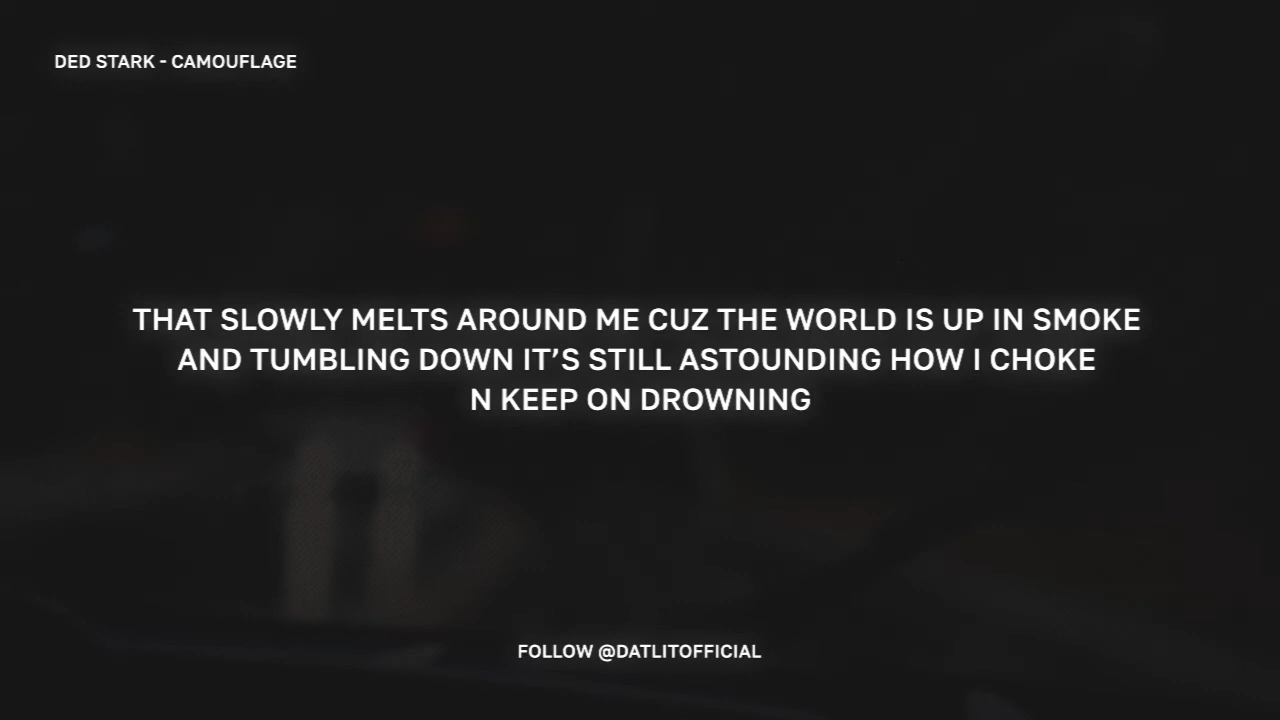 DED STARK - CAMOUFLAGE
THAT SLOWLY MELTS AROUND ME CUZ THE WORLD IS UP IN SMOKE
AND TUMBLING DOWN IT’S STILL ASTOUNDING HOW I CHOKE
N KEEP ON DROWNING
FOLLOW @DATLITOFFICIAL